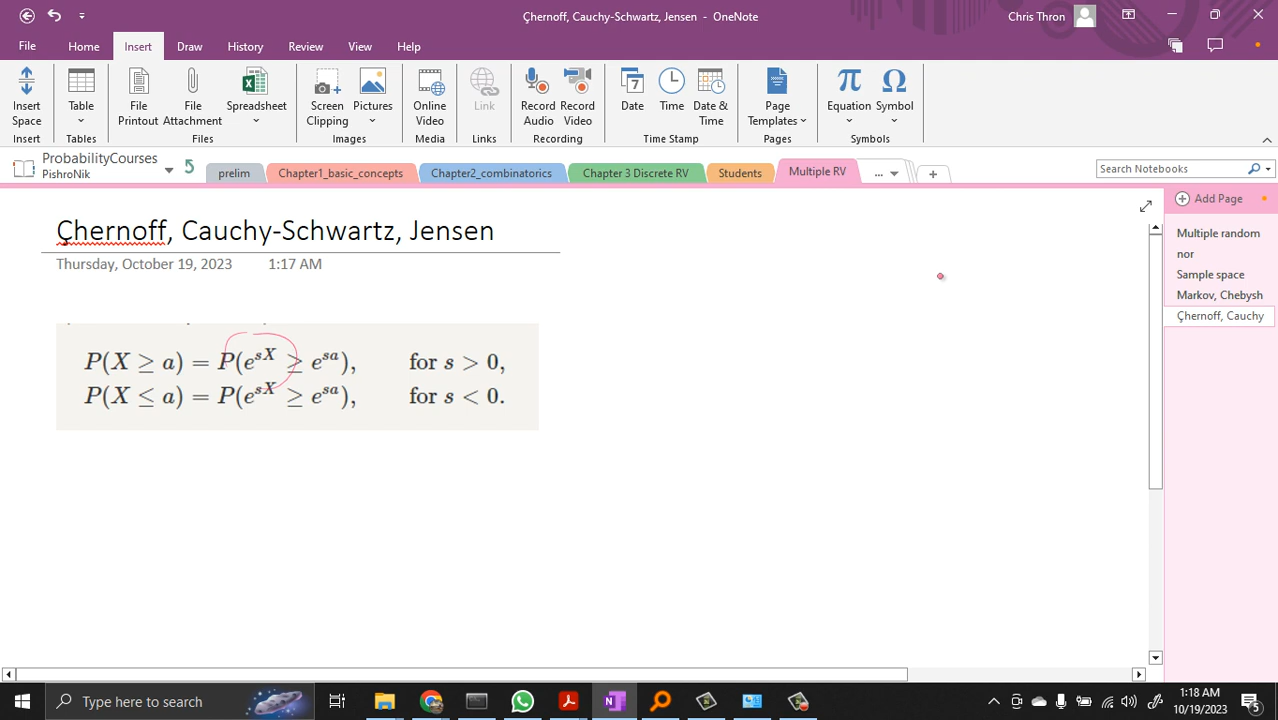 Çhernoff, Cauchy-Schwartz, Jensen - OneNote
Chris Thron
File Home Insert Draw History Review View Help
Insert Space
Table
File Printout
File Attachment
Spreadsheet
Screen Clipping
Pictures
Online Video
Link
Record Audio
Record Video
Date
Time
Date & Time
Page Templates
Equation
Symbol
Insert Tables Files Images Media Links Recording Time Stamp Pages Symbols
ProbabilityCourses
PishroNik
prelim Chapter1_basic_concepts Chapter2_combinatorics Chapter 3 Discrete RV Students Multiple RV ...
Search Notebooks
Çhernoff, Cauchy-Schwartz, Jensen
Thursday, October 19, 2023 1:17 AM
P(X ≥ a) = P(e^{sX} ≥ e^{sa}), for s > 0,
P(X ≤ a) = P(e^{sX} ≥ e^{sa}), for s < 0.
Add Page
Multiple random
nor
Sample space
Markov, Chebysh
Çhernoff, Cauchy
Type here to search
1:18 AM
10/19/2023
5